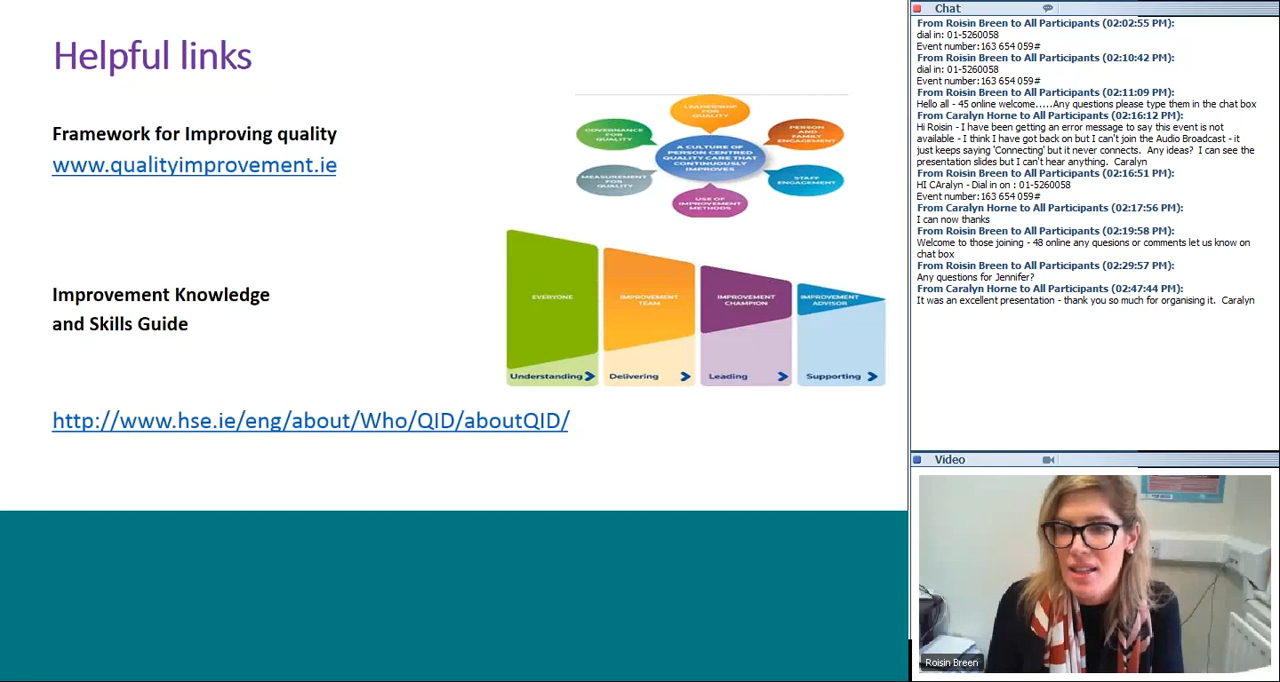 Helpful links
Framework for Improving quality
www.qualityimprovement.ie
LEADERSHIP
FOR
QUALITY
GOVERNANCE
FOR
QUALITY
PERSON
AND
FAMILY
ENGAGEMENT
A CULTURE OF
PERSON CENTRED
QUALITY CARE THAT
CONTINUOUSLY
IMPROVES
MEASUREMENT
FOR
QUALITY
STAFF
ENGAGEMENT
USE OF
IMPROVEMENT
METHODS
Improvement Knowledge
and Skills Guide
EVERYONE
IMPROVEMENT
TEAM
IMPROVEMENT
CHAMPION
IMPROVEMENT
ADVISOR
Understanding
Delivering
Leading
Supporting
http://www.hse.ie/eng/about/Who/QID/aboutQID/
Chat
From Roisin Breen to All Participants (02:02:55 PM):
dial in: 01-5260058
Event number:163 654 059#
From Roisin Breen to All Participants (02:10:42 PM):
dial in: 01-5260058
Event number:163 654 059#
From Roisin Breen to All Participants (02:11:09 PM):
Hello all - 45 online welcome.....Any questions please type them in the chat box
From Caralyn Horne to All Participants (02:16:12 PM):
Hi Roisin - I have been getting an error message to say this event is not
available - I think I have got back on but I can't join the Audio Broadcast - it
just keeps saying 'Connecting' but it never connects.  Any ideas?  I can see the
presentation slides but I can't hear anything.  Caralyn
From Roisin Breen to All Participants (02:16:51 PM):
HI CAralyn - Dial in on : 01-5260058
Event number:163 654 059#
From Caralyn Horne to All Participants (02:17:56 PM):
I can now thanks
From Roisin Breen to All Participants (02:19:58 PM):
Welcome to those joining - 48 online any quesions or comments let us know on
chat box
From Roisin Breen to All Participants (02:29:57 PM):
Any questions for Jennifer?
From Caralyn Horne to All Participants (02:47:44 PM):
It was an excellent presentation - thank you so much for organising it.  Caralyn
Video
Roisin Breen